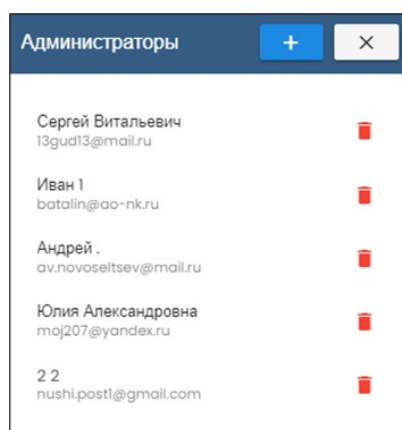 Администраторы
Сергей Витальевич
13gud13@mail.ru
Иван 1
batalin@ao-nk.ru
Андрей .
av.novoseltsev@mail.ru
Юлия Александровна
moj207@yandex.ru
2 2
nushi.post1@gmail.com